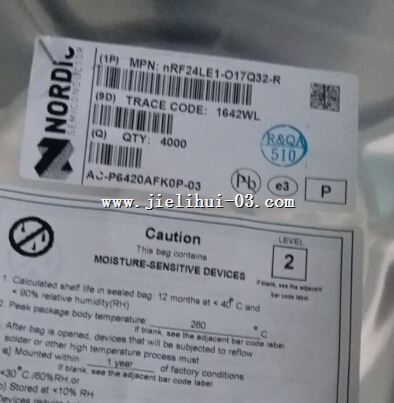 NORDIC
SEMICONDUCTOR
(1P) MPN: nRF24LE1-O17Q32-R
(9D) TRACE CODE: 1642WL
(Q) QTY: 4000
R&QA
510
AC-P6420AFK0P-03
Pb
e3
P
www.jielihui-03.com
Caution
This bag contains
MOISTURE-SENSITIVE DEVICES
LEVEL
2
If blank, see the adjacent
bar code label
1. Calculated shelf life in sealed bag: 12 months at < 40°C and
< 90% relative humidity(RH)
2. Peak package body temperature: 260 °C
If blank, see the adjacent bar code label
After bag is opened, devices that will be subjected to reflow
solder or other high temperature process must
a) Mounted within 1 year of factory conditions
If blank, see the adjacent bar code label
<30°C /60%RH, or
b) Stored at <10% RH